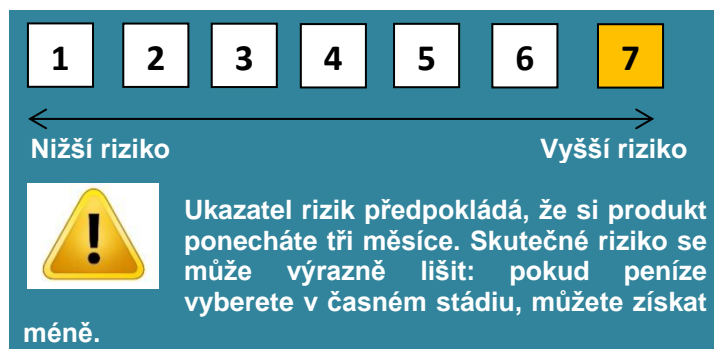 1 2 3 4 5 6 7
Nižší riziko Vyšší riziko
Ukazatel rizik předpokládá, že si produkt
ponecháte tři měsíce. Skutečné riziko se
může výrazně lišit: pokud peníze
vyberete v časném stádiu, můžete získat
méně.